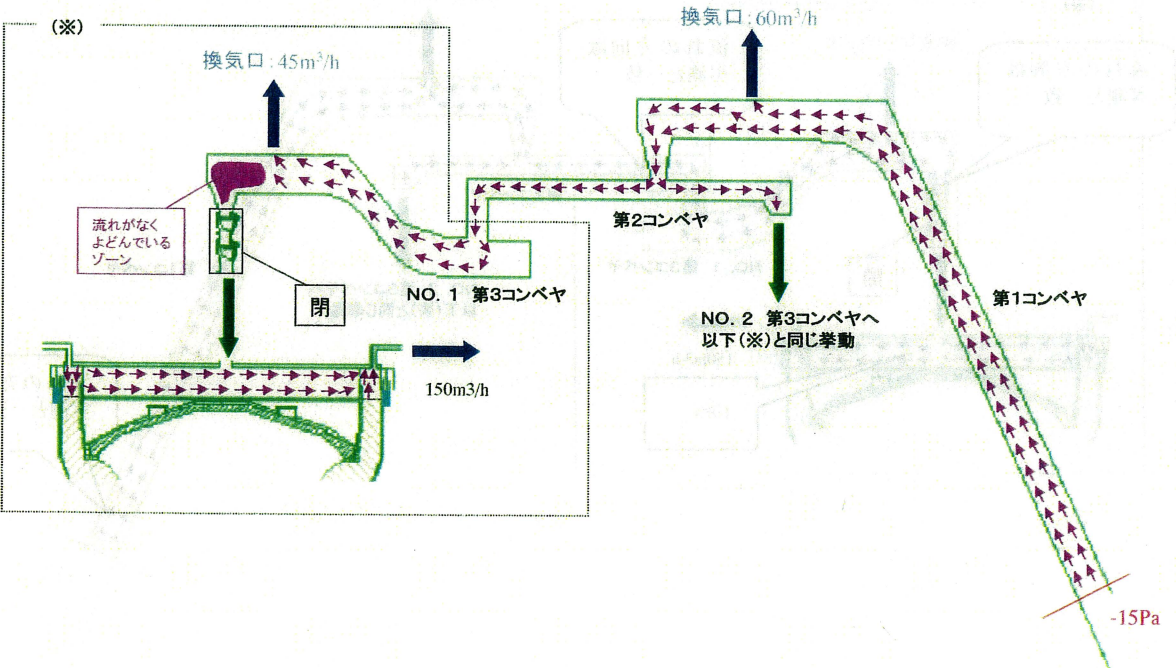 (※)
換気口:45m³/h
換気口:60m³/h
流れがなく
よどんでいる
ゾーン
閉
NO. 1 第3コンベヤ
第2コンベヤ
第1コンベヤ
NO. 2 第3コンベヤへ
以下(※)と同じ挙動
150m3/h
-15Pa